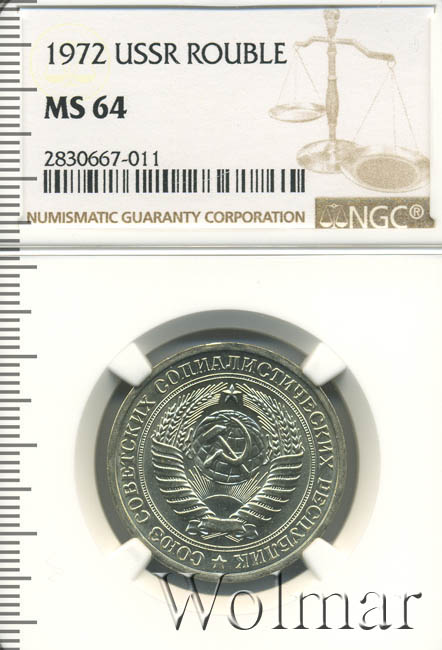 1972 USSR ROUBLE
MS 64
2830667-011
NUMISMATIC GUARANTY CORPORATION
NGC®
СОЮЗ СОВЕТСКИХ СОЦИАЛИСТИЧЕСКИХ РЕСПУБЛИК
Wolmar